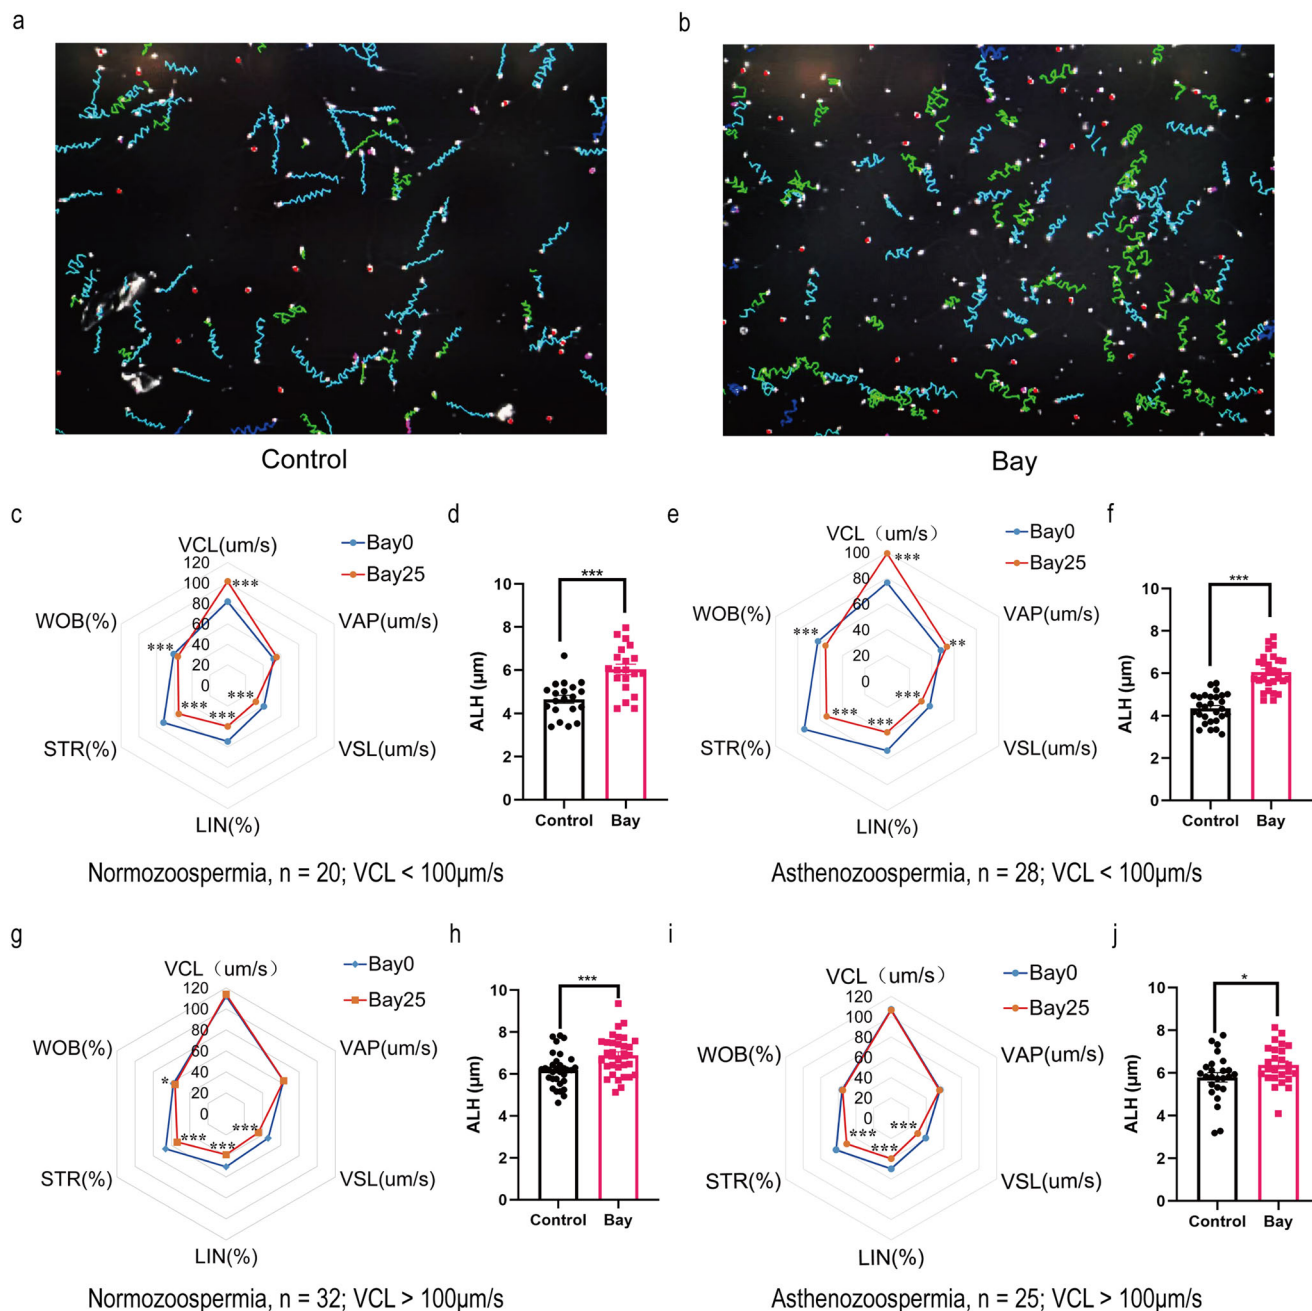 a
b
Control
Bay
c
VCL(um/s)
120
100
80
60
40
20
0
Bay0
Bay25
WOB(%)
VAP(um/s)
STR(%)
VSL(um/s)
LIN(%)
***
***
***
***
***
d
10
8
6
4
2
0
ALH (μm)
***
Control
Bay
e
VCL（um/s）
100
80
60
40
20
0
Bay0
Bay25
WOB(%)
VAP(um/s)
STR(%)
VSL(um/s)
LIN(%)
***
***
**
***
***
***
f
10
8
6
4
2
0
ALH (μm)
***
Control
Bay
Normozoospermia, n = 20; VCL < 100μm/s
Asthenozoospermia, n = 28; VCL < 100μm/s
g
VCL（um/s）
120
100
80
60
40
20
0
Bay0
Bay25
WOB(%)
VAP(um/s)
STR(%)
VSL(um/s)
LIN(%)
*
***
***
***
h
10
8
6
4
2
0
ALH (μm)
***
Control
Bay
i
VCL（um/s）
120
100
80
60
40
20
0
Bay0
Bay25
WOB(%)
VAP(um/s)
STR(%)
VSL(um/s)
LIN(%)
***
***
***
j
10
8
6
4
2
0
ALH (μm)
*
Control
Bay
Normozoospermia, n = 32; VCL > 100μm/s
Asthenozoospermia, n = 25; VCL > 100μm/s